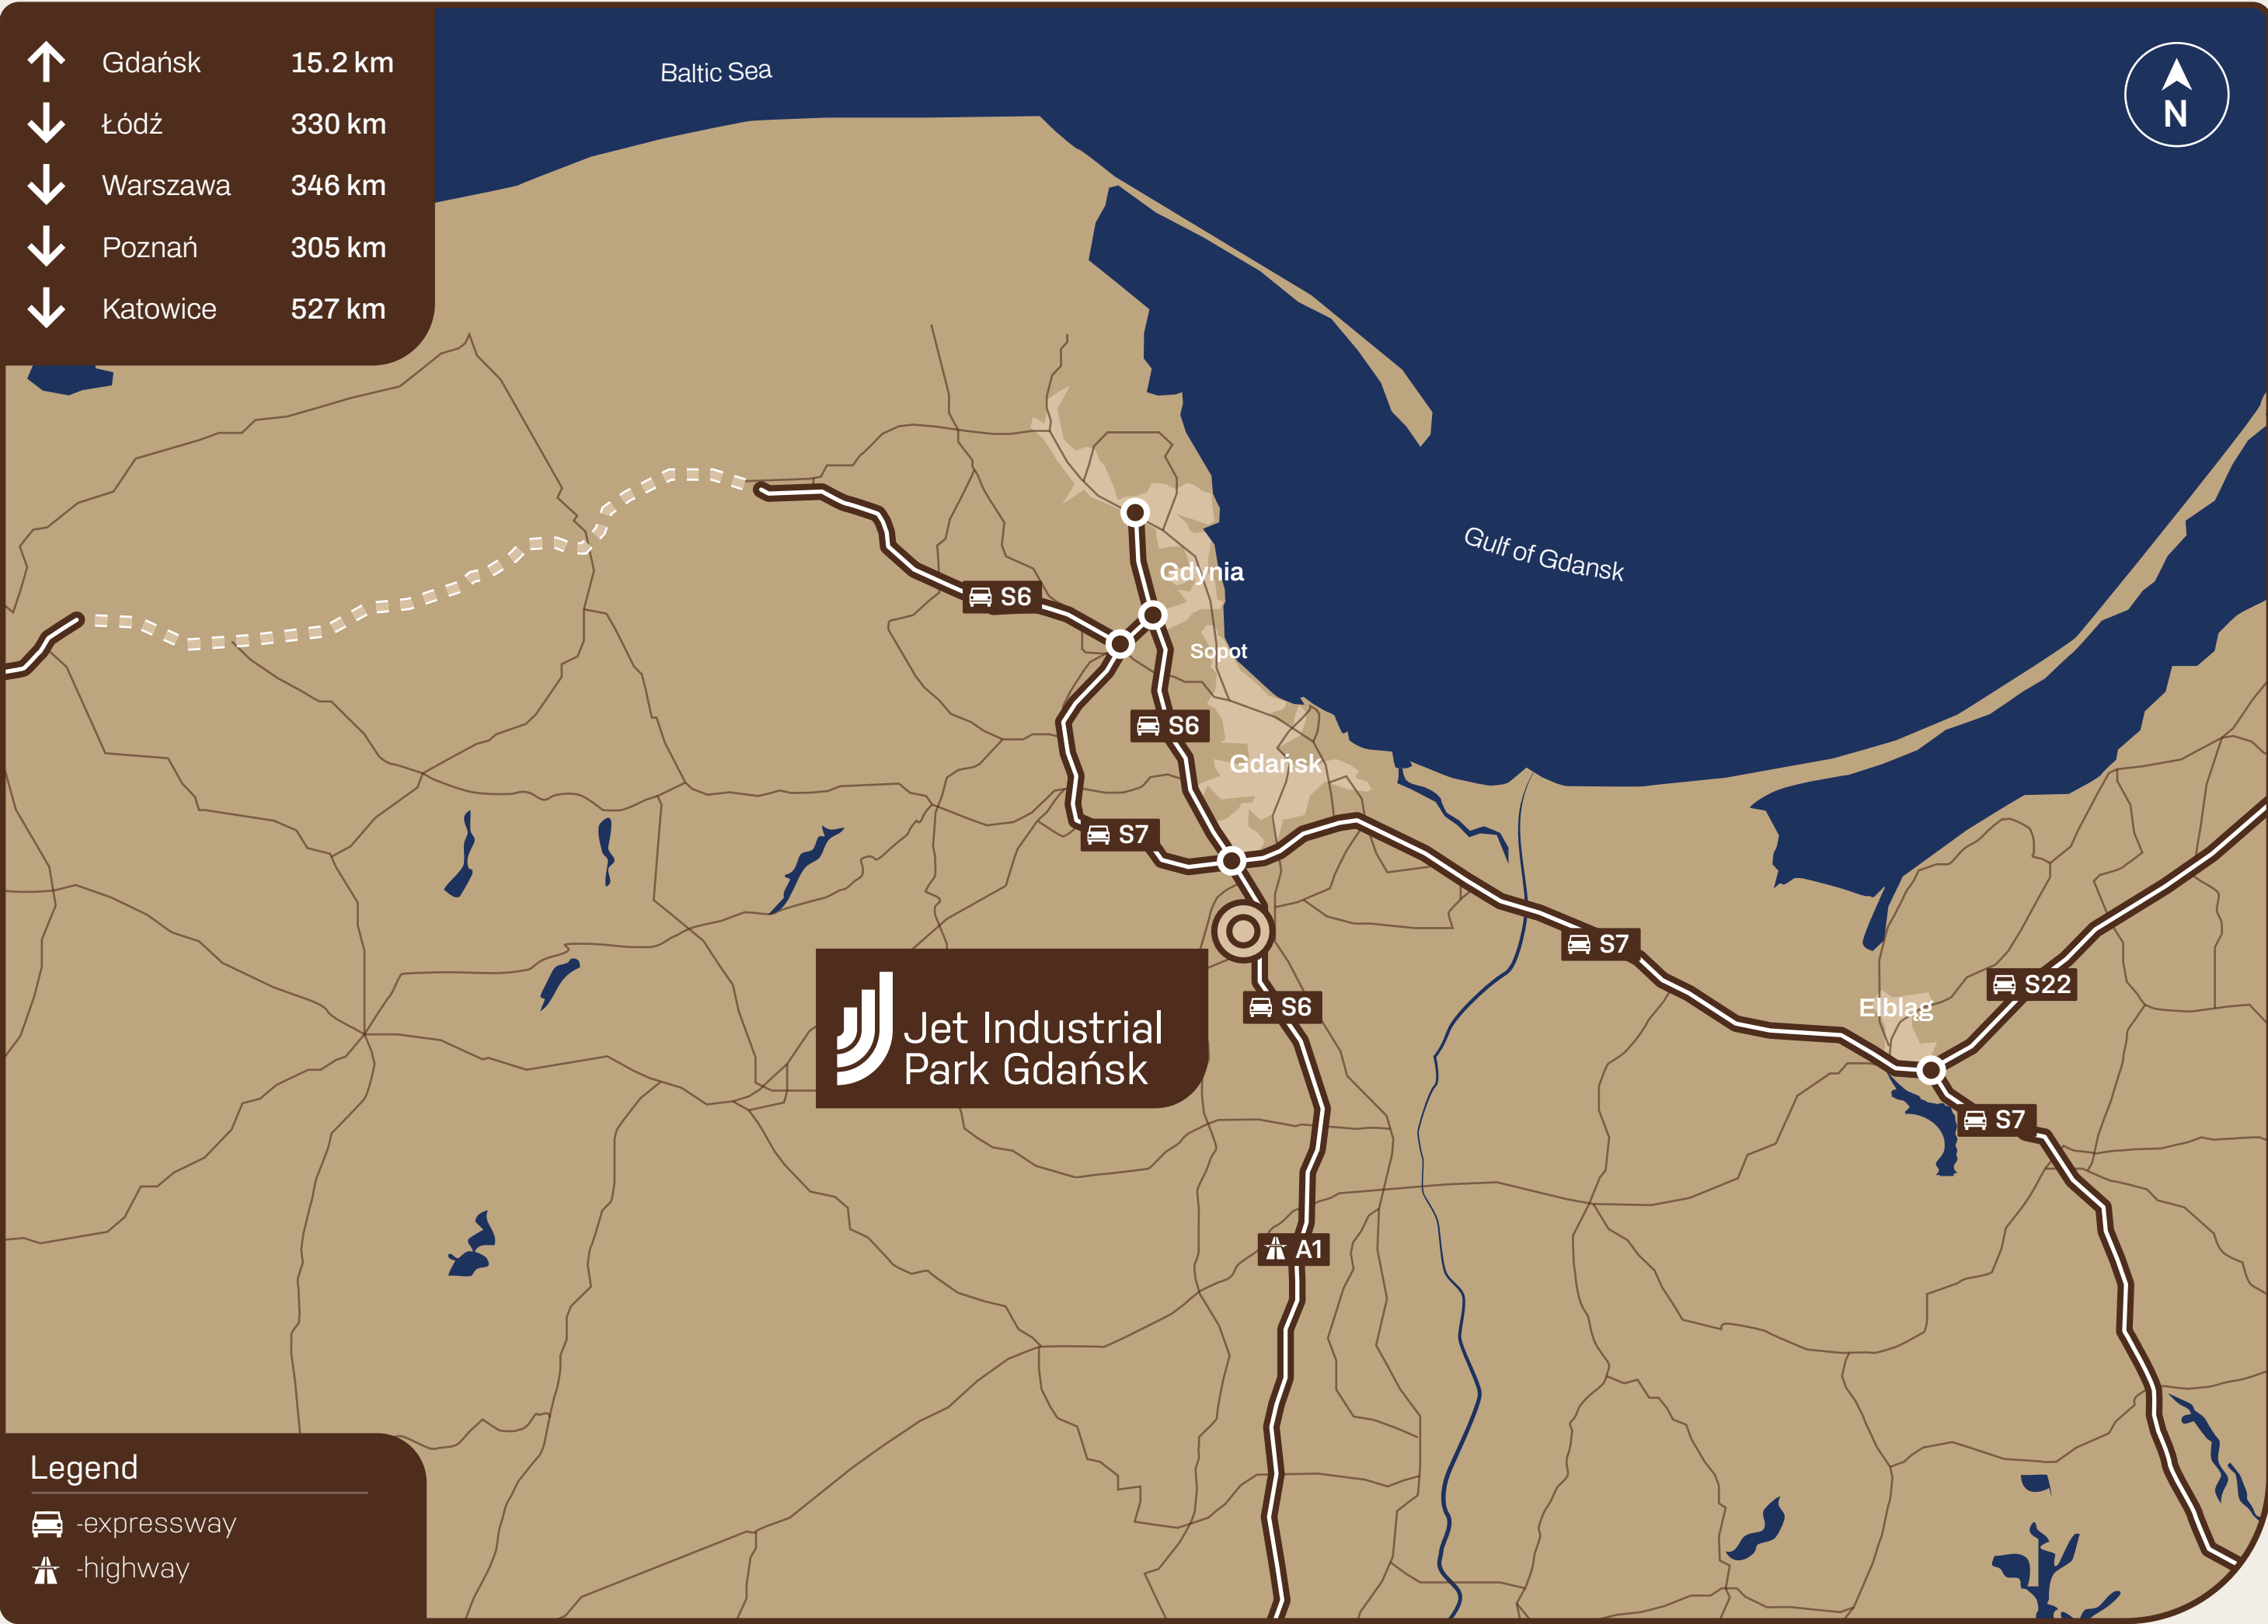 Gdańsk 15.2 km
Łódź 330 km
Warszawa 346 km
Poznań 305 km
Katowice 527 km
Baltic Sea
N
Gulf of Gdansk
Gdynia
S6
Sopot
S6
Gdańsk
S7
S7
S22
Elbląg
S6
Jet Industrial
Park Gdańsk
S7
A1
Legend
-expressway
-highway